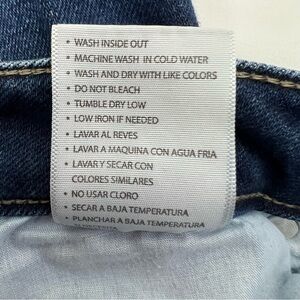 • WASH INSIDE OUT
• MACHINE WASH IN COLD WATER
• WASH AND DRY WITH LIKE COLORS
• DO NOT BLEACH
• TUMBLE DRY LOW
• LOW IRON IF NEEDED
• LAVAR AL REVES
• LAVAR A MAQUINA CON AGUA FRIA
• LAVAR Y SECAR CON
COLORES SIMILARES
• NO USAR CLORO
• SECAR A BAJA TEMPERATURA
• PLANCHAR A BAJA TEMPERATURA